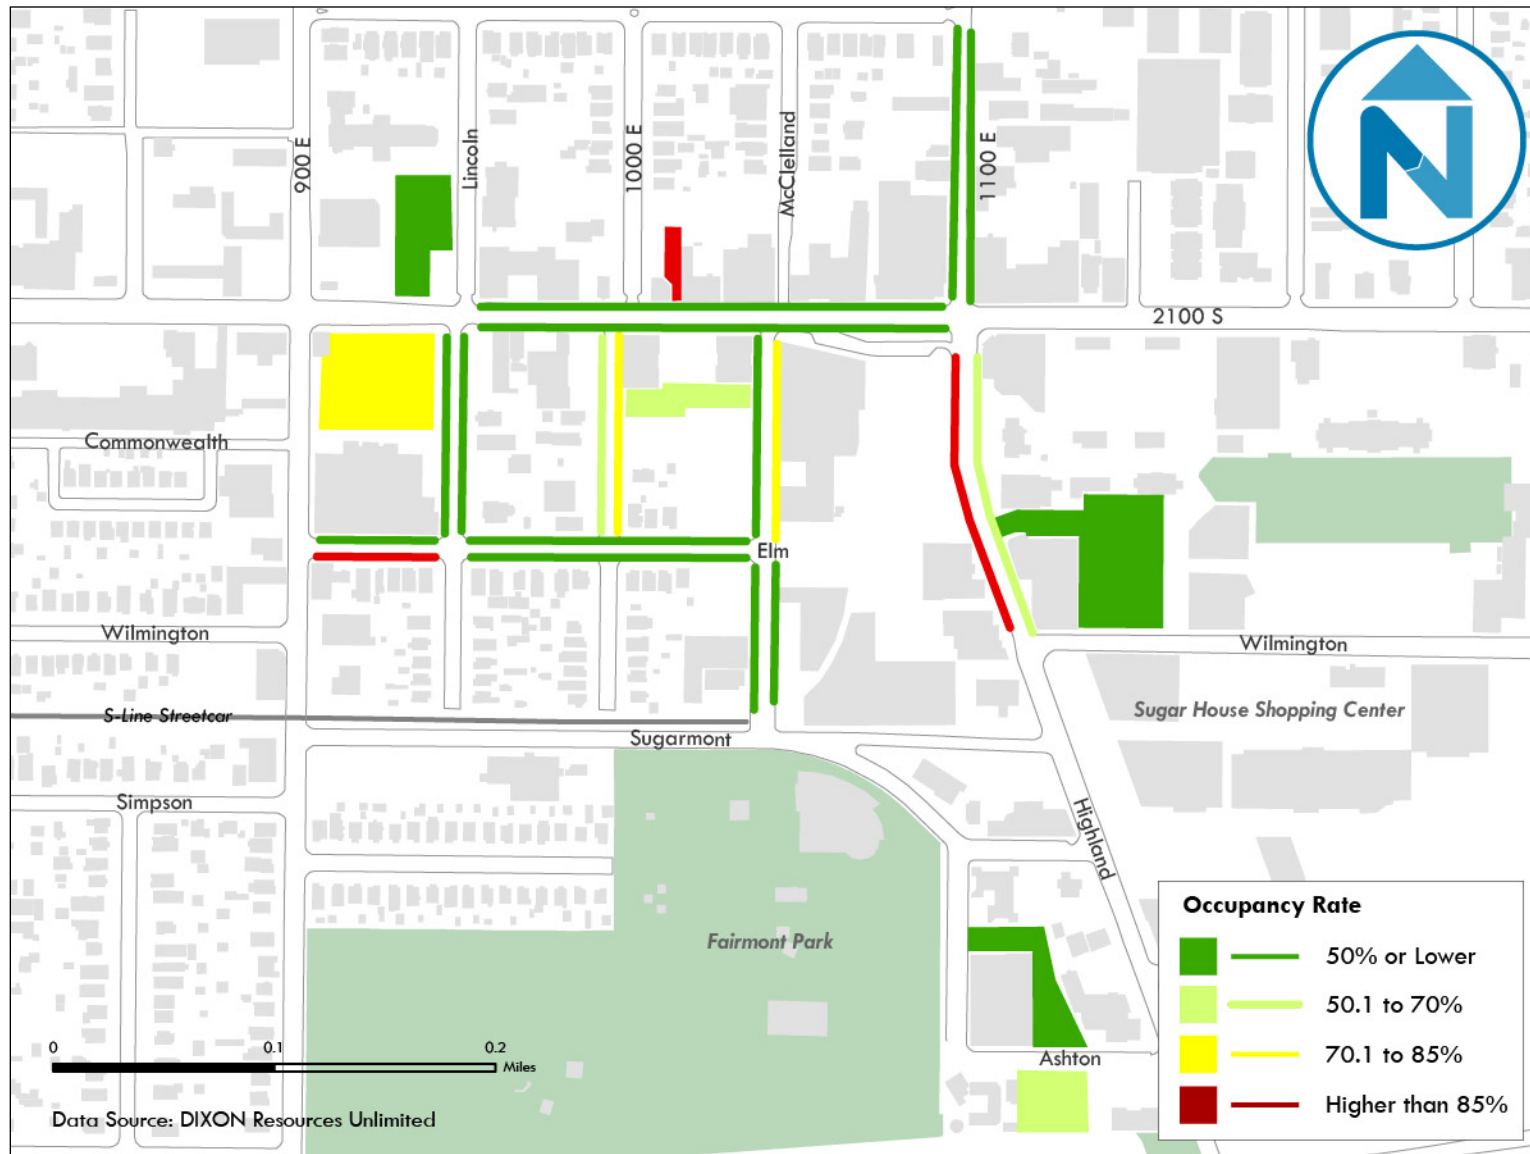 900 E
Lincoln
1000 E
McClelland
1100 E
N
2100 S
Commonwealth
Elm
Wilmington
Wilmington
S-Line Streetcar
Sugar House Shopping Center
Sugarmont
Simpson
Highland
Fairmont Park
Ashton
Occupancy Rate
50% or Lower
50.1 to 70%
70.1 to 85%
Higher than 85%
0 0.1 0.2
Miles
Data Source: DIXON Resources Unlimited